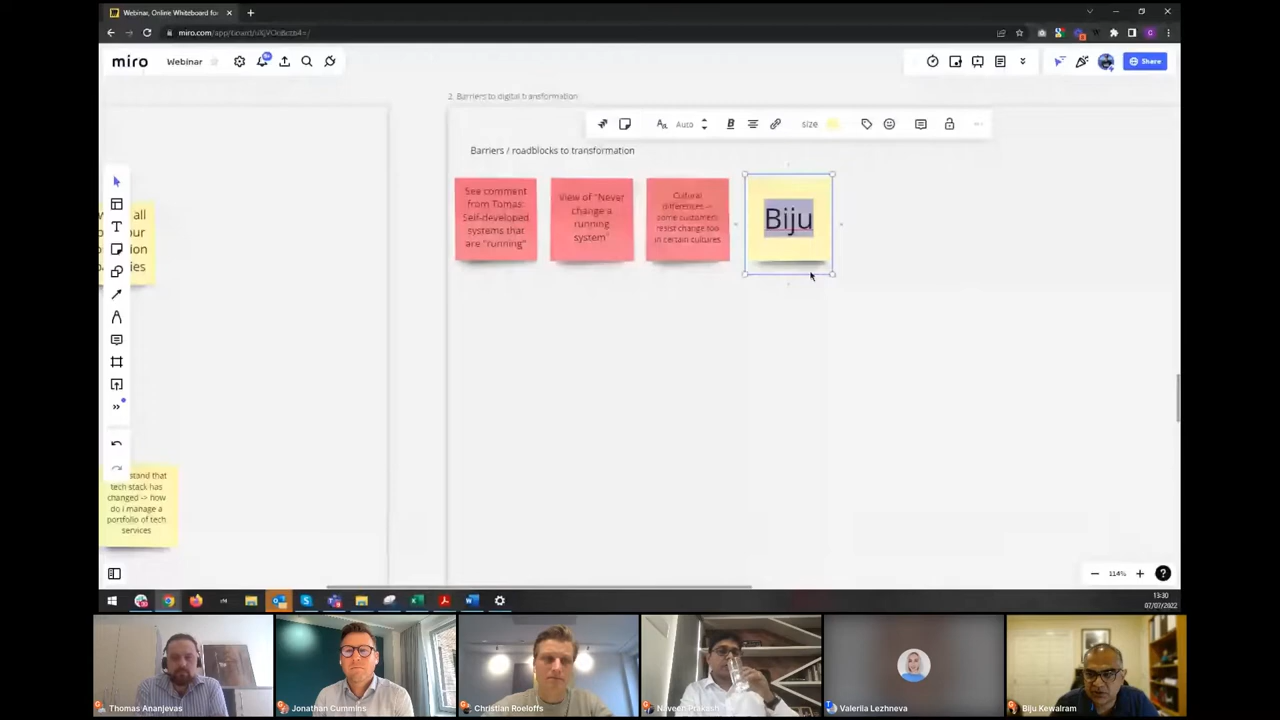 Webinar, Online Whiteboard fo
miro.com/app/board/
miro
Webinar
Share
2. Barriers to digital transformation
Auto
size
Barriers / roadblocks to transformation
See comment
from Tomas:
Self-developed
systems that
are "running"
View of "Never
change a
running
system"
Cultural
differences ->
some customers
resist change too
in certain cultures
Biju
all
our
stand that
tech stack has
changed -> how
do i manage a
portfolio of tech
services
114%
13:30
07/07/2022
Thomas Ananjevas
Jonathan Cummins
Christian Roeloffs
Naveen Prakash
Valeriia Lezhneva
Biju Kewalram